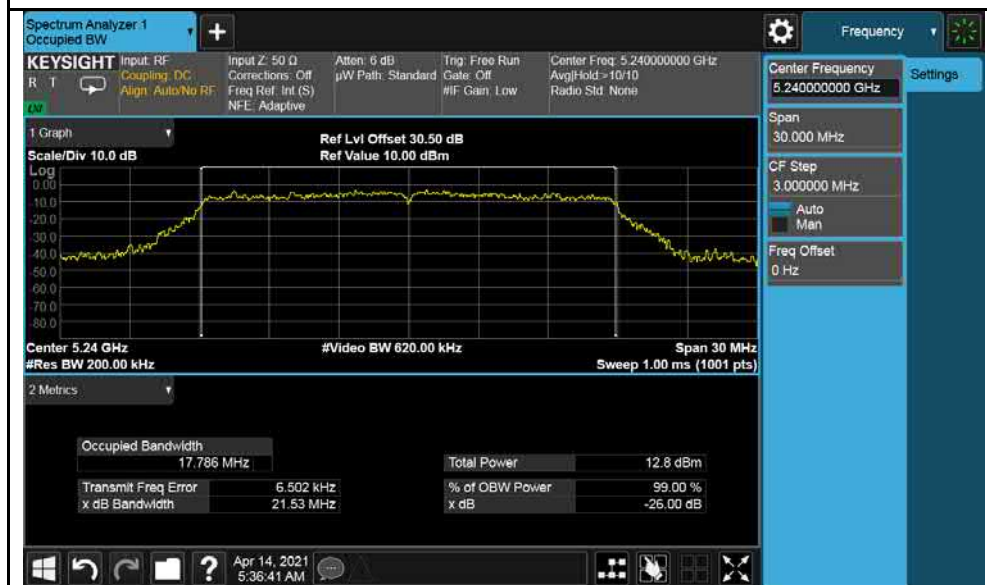 Spectrum Analyzer 1
Occupied BW
+
Frequency
KEYSIGHT
R T
LXI
Input: RF
Coupling: DC
Align: Auto/No RF
Input Z: 50 Ω
Corrections: Off
Freq Ref: Int (S)
NFE: Adaptive
Atten: 6 dB
µW Path: Standard
Trig: Free Run
Gate: Off
#IF Gain: Low
Center Freq: 5.240000000 GHz
Avg|Hold:>10/10
Radio Std: None
Center Frequency
5.240000000 GHz
Settings
Span
30.000 MHz
CF Step
3.000000 MHz
Auto
Man
Freq Offset
0 Hz
1 Graph
Scale/Div 10.0 dB
Ref Lvl Offset 30.50 dB
Ref Value 10.00 dBm
Log
0.00
-10.0
-20.0
-30.0
-40.0
-50.0
-60.0
-70.0
-80.0
Center 5.24 GHz
#Video BW 620.00 kHz
Span 30 MHz
#Res BW 200.00 kHz
Sweep 1.00 ms (1001 pts)
2 Metrics
Occupied Bandwidth
17.786 MHz
Total Power 12.8 dBm
Transmit Freq Error 6.502 kHz
% of OBW Power 99.00 %
x dB Bandwidth 21.53 MHz
x dB -26.00 dB
?
Apr 14, 2021
5:36:41 AM